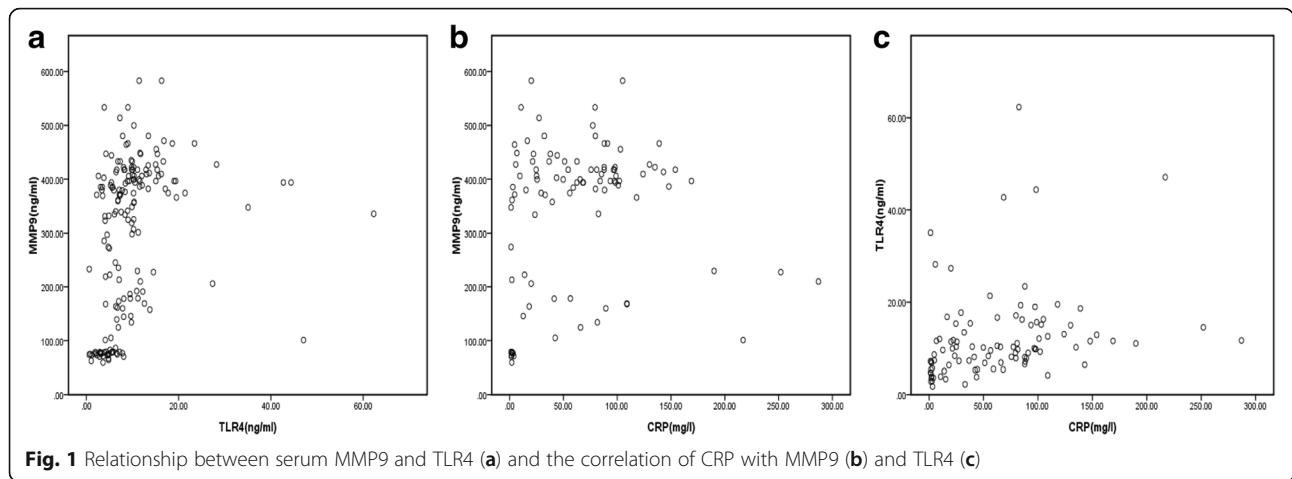 a
MMP9(ng/ml)
600.00
500.00
400.00
300.00
200.00
100.00
.00
.00 20.00 40.00 60.00
TLR4(ng/ml)
b
MMP9(ng/ml)
600.00
500.00
400.00
300.00
200.00
100.00
.00
.00 50.00 100.00 150.00 200.00 250.00 300.00
CRP(mg/l)
c
TLR4(ng/ml)
60.00
40.00
20.00
.00
.00 50.00 100.00 150.00 200.00 250.00 300.00
CRP(mg/l)
Fig. 1 Relationship between serum MMP9 and TLR4 (a) and the correlation of CRP with MMP9 (b) and TLR4 (c)